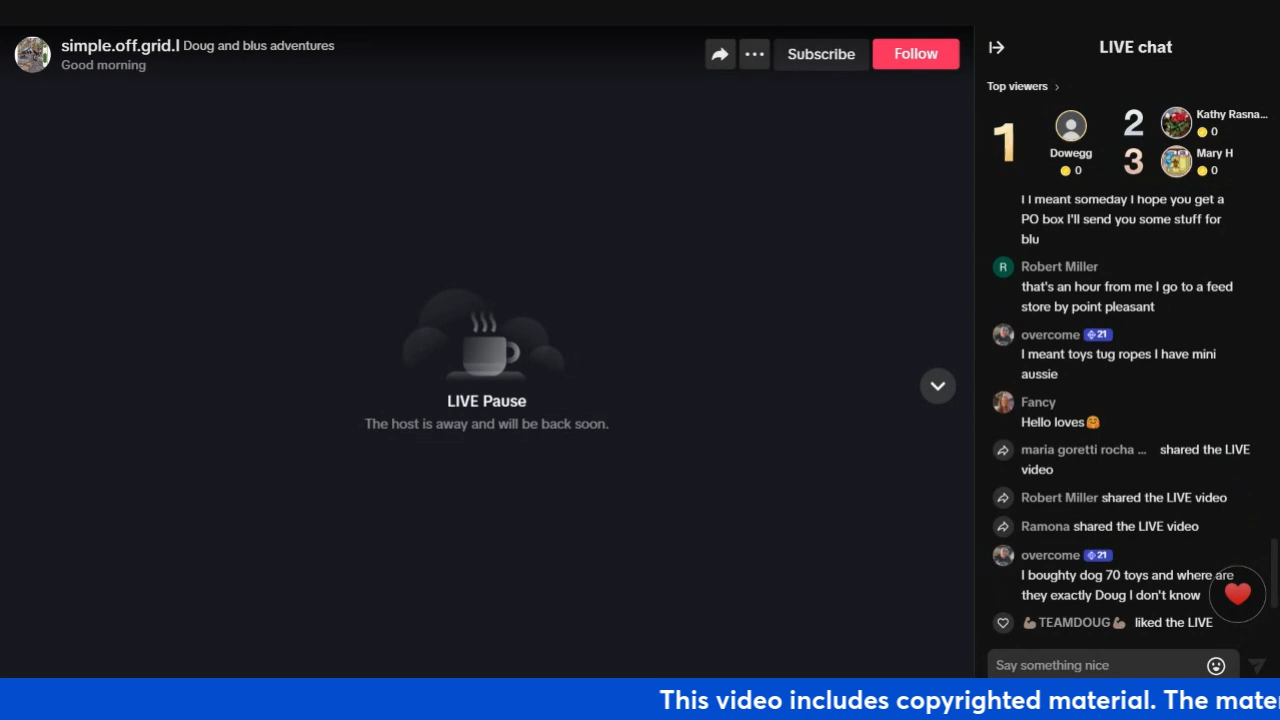 simple.off.grid.l Doug and blus adventures
Good morning
Subscribe
Follow
LIVE Pause
The host is away and will be back soon.
LIVE chat
Top viewers
1
Dowegg
0
2
Kathy Rasna...
0
3
Mary H
0
I I meant someday I hope you get a
PO box I'll send you some stuff for
blu
R
Robert Miller
that's an hour from me I go to a feed
store by point pleasant
overcome 21
I meant toys tug ropes I have mini
aussie
Fancy
Hello loves🤗
maria goretti rocha ... shared the LIVE
video
Robert Miller shared the LIVE video
Ramona shared the LIVE video
overcome 21
I boughty dog 70 toys and where are
they exactly Doug I don't know
💪🏽TEAMDOUG💪🏽 liked the LIVE
Say something nice
This video includes copyrighted material. The mate